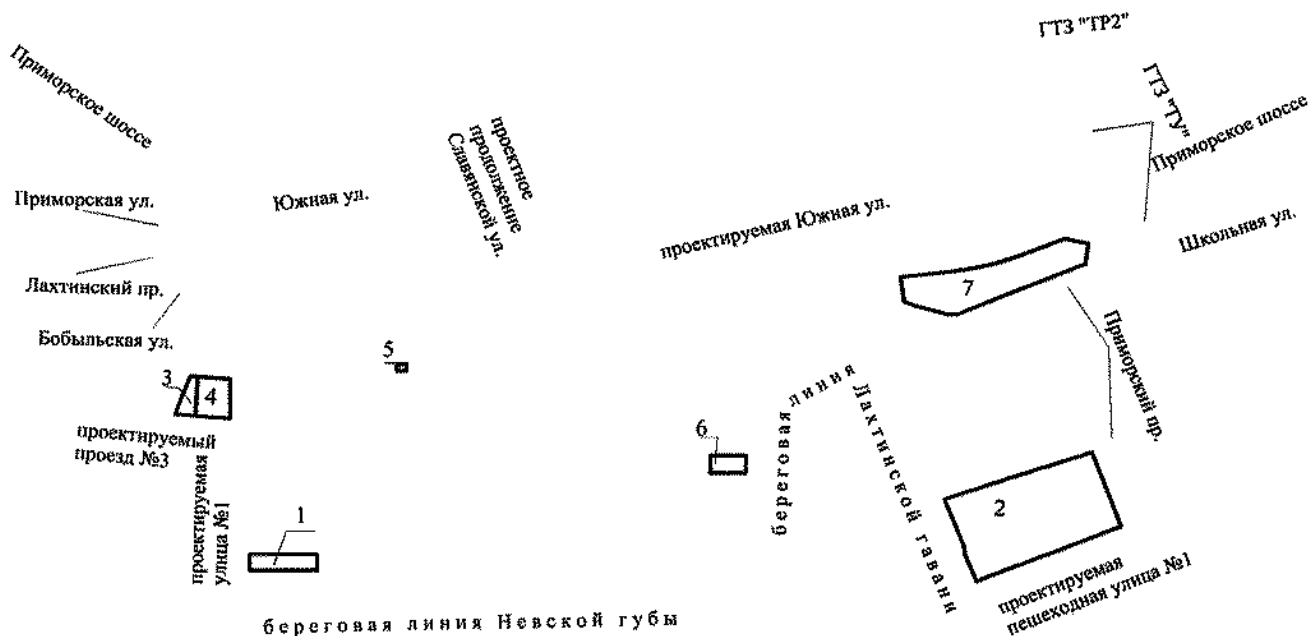 ГТЗ "ТР2"
Приморское шоссе
ГТЗ "ТУ"
Приморское шоссе
проектное
продолжение
Славянской ул.
Приморская ул.
Южная ул.
проектируемая Южная ул.
Школьная ул.
Лахтинский пр.
7
Бобыльская ул.
Приморский пр.
5
3
4
береговая линия
Лахтинской гавани
6
проектируемый
проезд №3
проектируемая
улица №1
2
1
проектируемая
пешеходная улица №1
береговая линия Невской губы